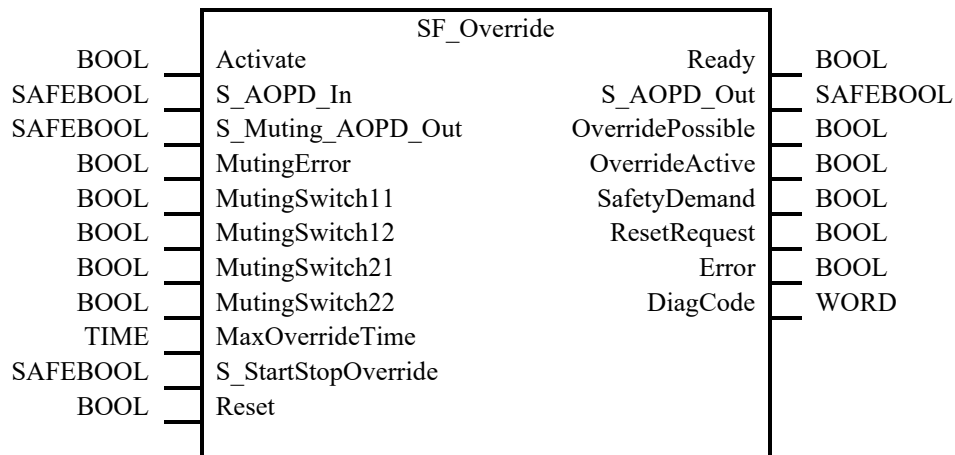 SF_Override
BOOL Activate Ready BOOL
SAFEBOOL S_AOPD_In S_AOPD_Out SAFEBOOL
SAFEBOOL S_Muting_AOPD_Out OverridePossible BOOL
BOOL MutingError OverrideActive BOOL
BOOL MutingSwitch11 SafetyDemand BOOL
BOOL MutingSwitch12 ResetRequest BOOL
BOOL MutingSwitch21 Error BOOL
BOOL MutingSwitch22 DiagCode WORD
TIME MaxOverrideTime
SAFEBOOL S_StartStopOverride
BOOL Reset